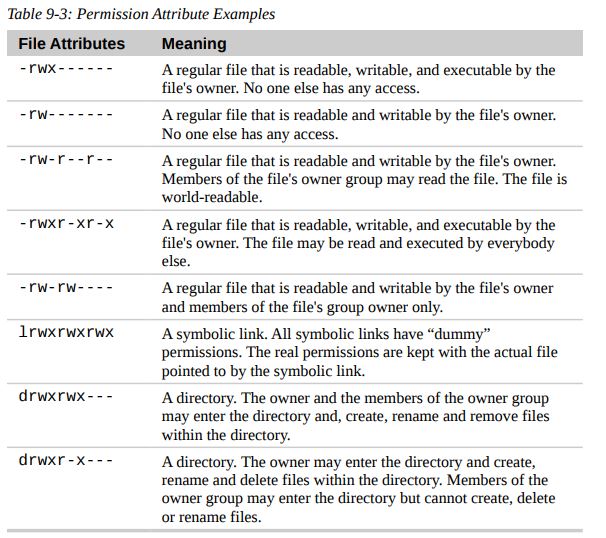 Table 9-3: Permission Attribute Examples
File Attributes Meaning
-rwx------ A regular file that is readable, writable, and executable by the
file's owner. No one else has any access.
-rw------- A regular file that is readable and writable by the file's owner.
No one else has any access.
-rw-r--r-- A regular file that is readable and writable by the file's owner.
Members of the file's owner group may read the file. The file is
world-readable.
-rwxr-xr-x A regular file that is readable, writable, and executable by the
file's owner. The file may be read and executed by everybody
else.
-rw-rw---- A regular file that is readable and writable by the file's owner
and members of the file's group owner only.
lrwxrwxrwx A symbolic link. All symbolic links have “dummy”
permissions. The real permissions are kept with the actual file
pointed to by the symbolic link.
drwxrwx--- A directory. The owner and the members of the owner group
may enter the directory and, create, rename and remove files
within the directory.
drwxr-x--- A directory. The owner may enter the directory and create,
rename and delete files within the directory. Members of the
owner group may enter the directory but cannot create, delete
or rename files.